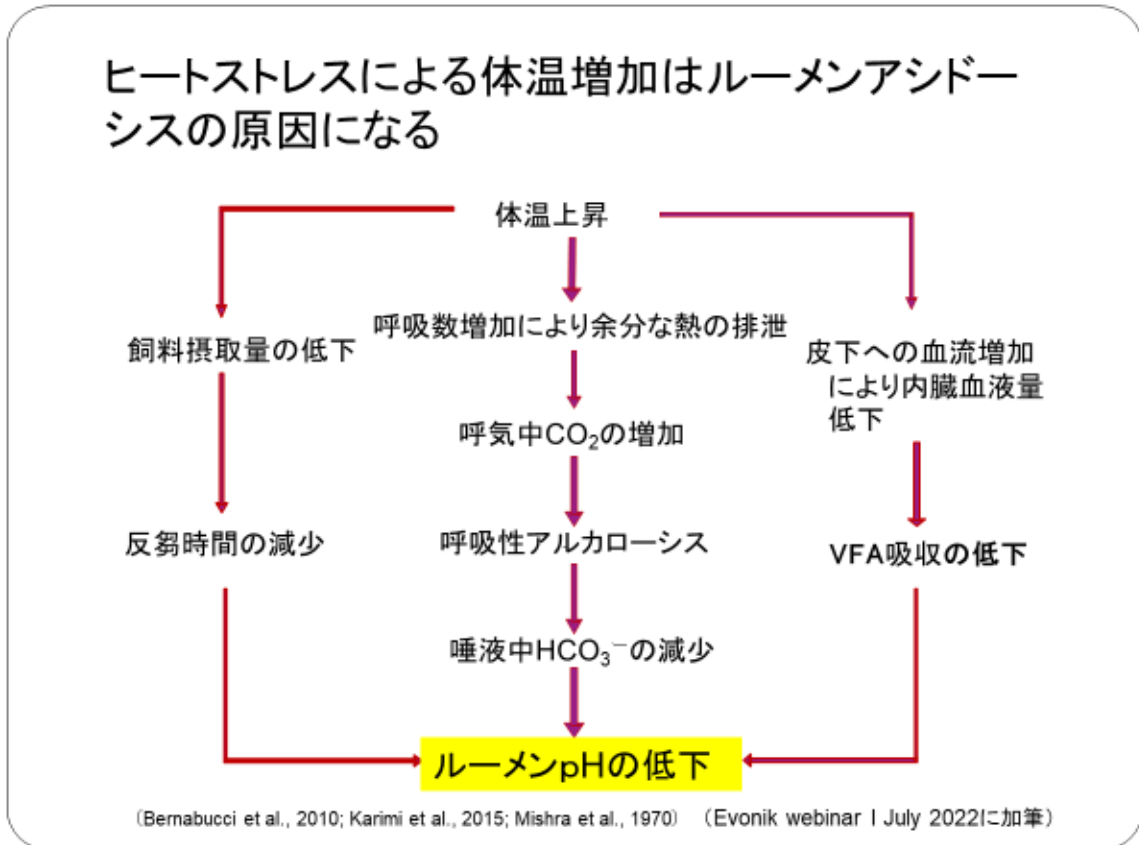 ヒートストレスによる体温増加はルーメンアシドー
シスの原因になる
体温上昇
飼料摂取量の低下
反芻時間の減少
呼吸数増加により余分な熱の排泄
呼気中CO₂の増加
呼吸性アルカローシス
唾液中HCO₃⁻の減少
皮下への血流増加
により内臓血液量
低下
VFA吸収の低下
ルーメンpHの低下
(Bernabucci et al., 2010; Karimi et al., 2015; Mishra et al., 1970) (Evonik webinar I July 2022に加筆)